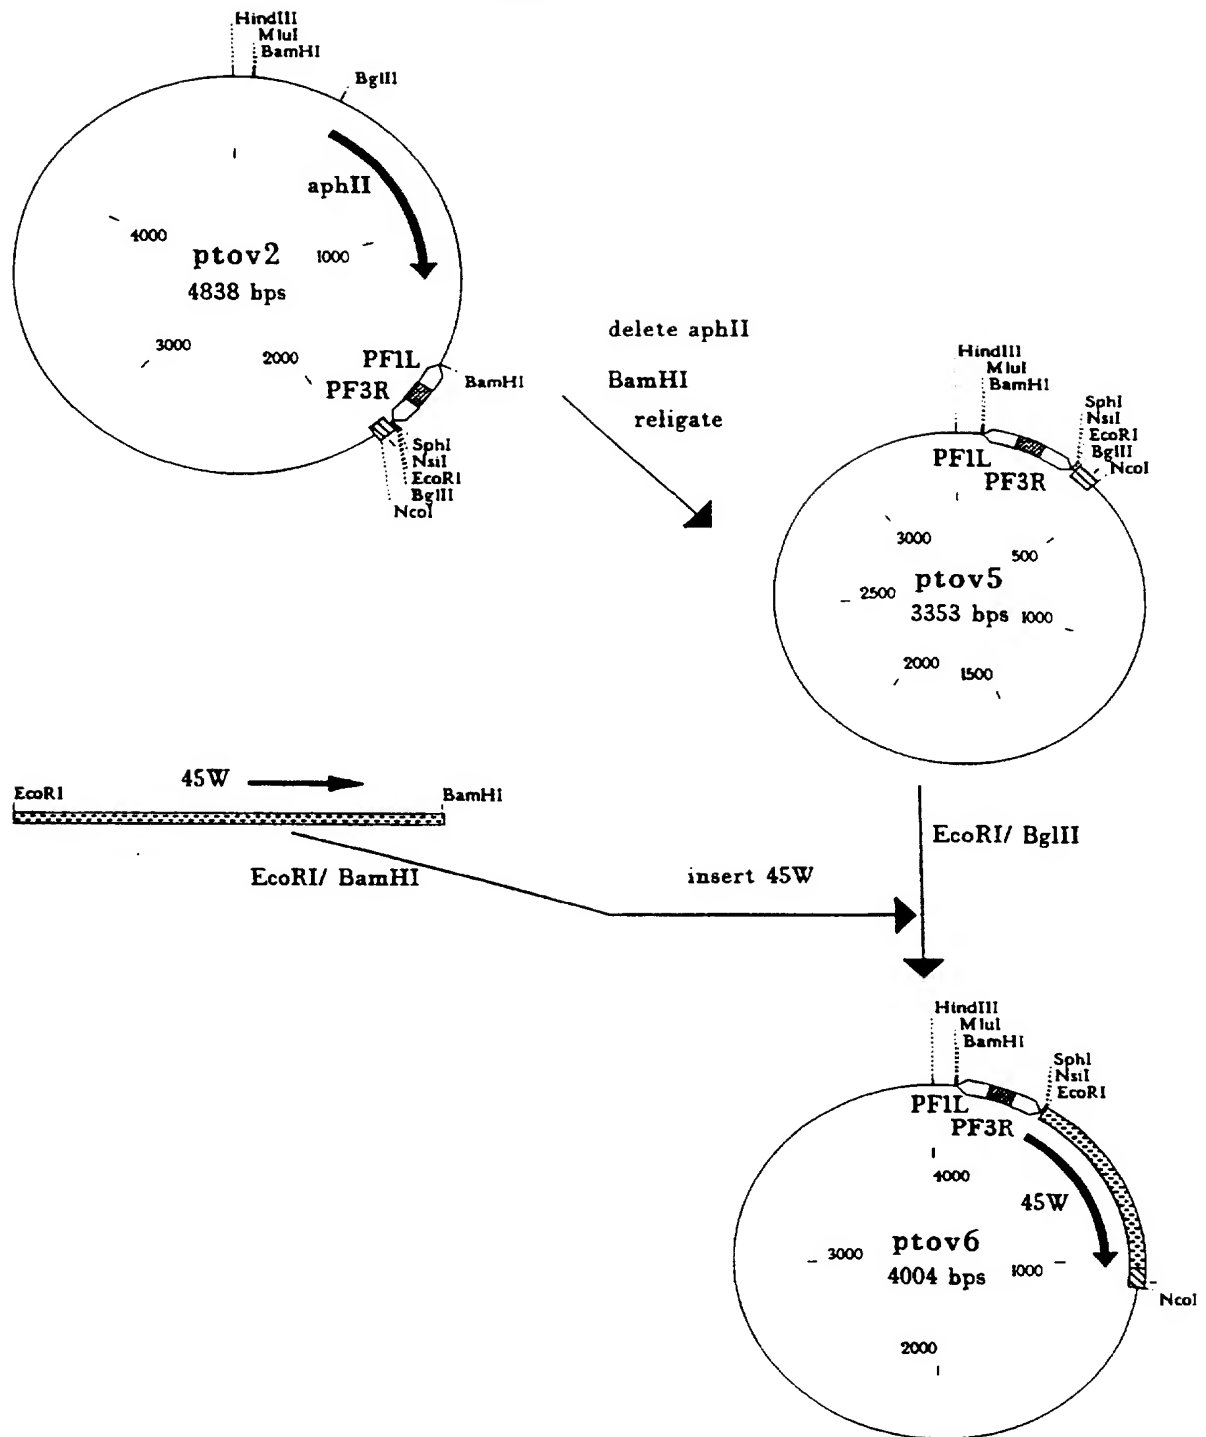 HindIII
MluI
BamHI
BglII
aphII
4000
1000
ptov2
4838 bps
3000
2000
PF1L
PF3R
BamHI
SphI
NsiI
EcoRI
BglII
NcoI
delete aphII
BamHI
religate
HindIII
MluI
BamHI
SphI
NsiI
EcoRI
BglII
NcoI
PF1L
PF3R
3000
500
ptov5
2500
3353 bps
1000
2000
1500
45W
EcoRI
BamHI
EcoRI/ BamHI
insert 45W
EcoRI/ BglII
HindIII
MluI
BamHI
SphI
NsiI
EcoRI
PF1L
PF3R
4000
45W
ptov6
3000
4004 bps
1000
NcoI
2000